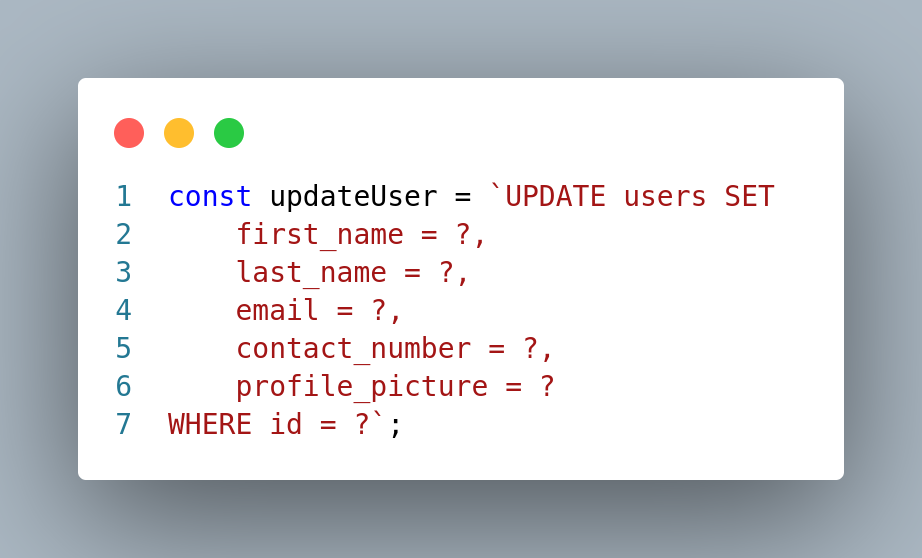 1 const updateUser = `UPDATE users SET
2     first_name = ?,
3     last_name = ?,
4     email = ?,
5     contact_number = ?,
6     profile_picture = ?
7 WHERE id = ?`;